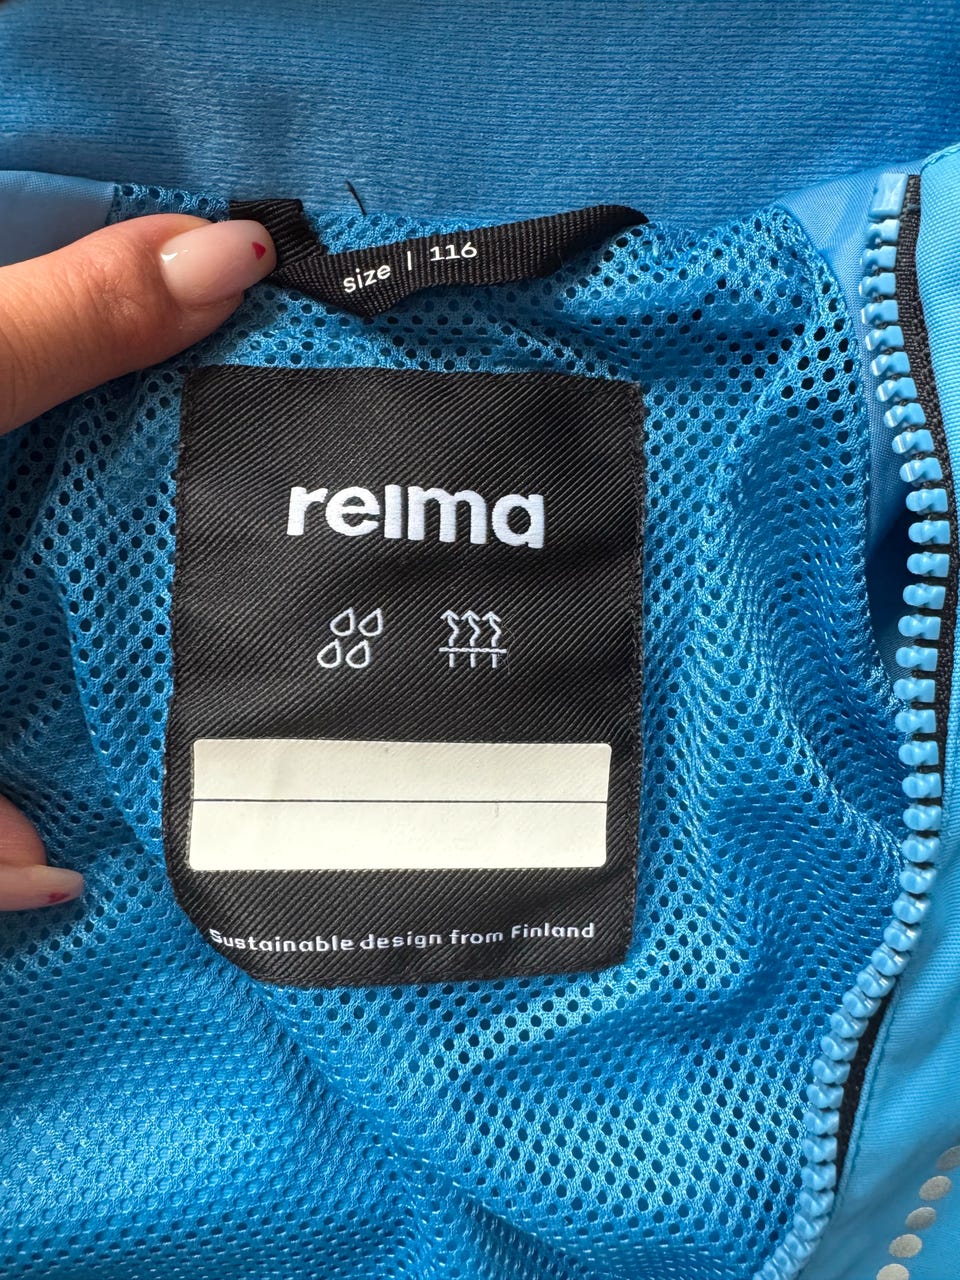 size | 116
reima
Sustainable design from Finland